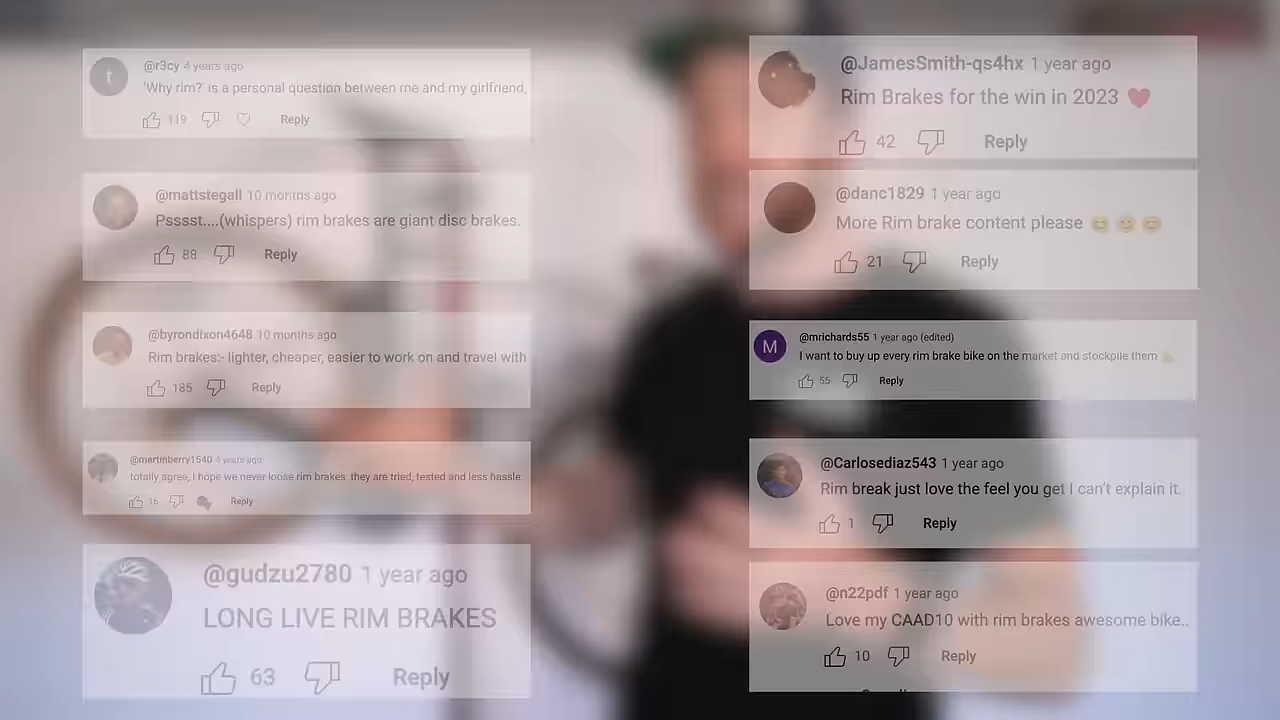 t
@r3cy 4 years ago
'Why rim?' is a personal question between me and my girlfriend.
119 Reply
@mattstegall 10 months ago
Psssst....(whispers) rim brakes are giant disc brakes.
88 Reply
@byrondixon4648 10 months ago
Rim brakes:- lighter, cheaper, easier to work on and travel with
185 Reply
@martinberry1540 4 years ago
totally agree, I hope we never loose rim brakes: they are tried, tested and less hassle.
16 Reply
@gudzu2780 1 year ago
LONG LIVE RIM BRAKES
63 Reply
@JamesSmith-qs4hx 1 year ago
Rim Brakes for the win in 2023 ❤️
42 Reply
@danc1829 1 year ago
More Rim brake content please 😊 😊 😊
21 Reply
M
@mrichards55 1 year ago (edited)
I want to buy up every rim brake bike on the market and stockpile them
55 Reply
@Carlosediaz543 1 year ago
Rim break just love the feel you get I can't explain it.
1 Reply
@n22pdf 1 year ago
Love my CAAD10 with rim brakes awesome bike..
10 Reply